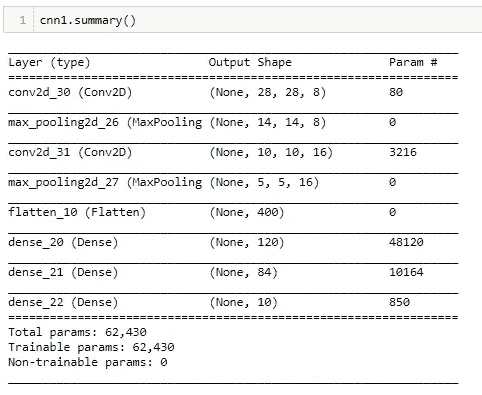 1 cnn1.summary()
Layer (type) Output Shape Param #
conv2d_30 (Conv2D) (None, 28, 28, 8) 80
max_pooling2d_26 (MaxPooling (None, 14, 14, 8) 0
conv2d_31 (Conv2D) (None, 10, 10, 16) 3216
max_pooling2d_27 (MaxPooling (None, 5, 5, 16) 0
flatten_10 (Flatten) (None, 400) 0
dense_20 (Dense) (None, 120) 48120
dense_21 (Dense) (None, 84) 10164
dense_22 (Dense) (None, 10) 850
Total params: 62,430
Trainable params: 62,430
Non-trainable params: 0